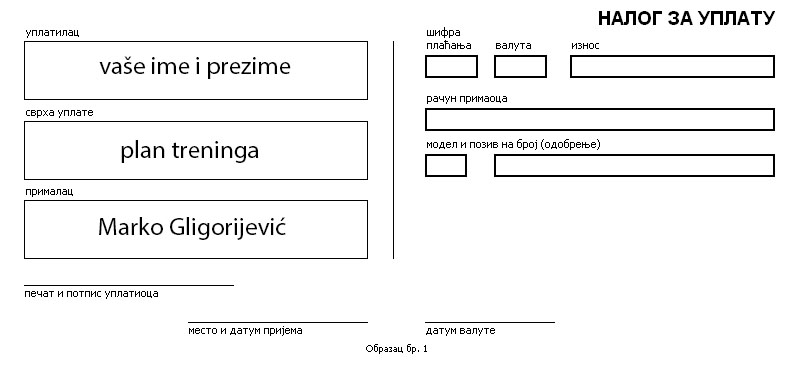 НАЛОГ ЗА УПЛАТУ
уплатилац
vaše ime i prezime
сврха уплате
plan treninga
прималац
Marko Gligorijević
печат и потпис уплатиоца
место и датум пријема
шифра
плаћања
валута
износ
рачун примаоца
модел и позив на број (одобрење)
датум валуте
Образац бр. 1